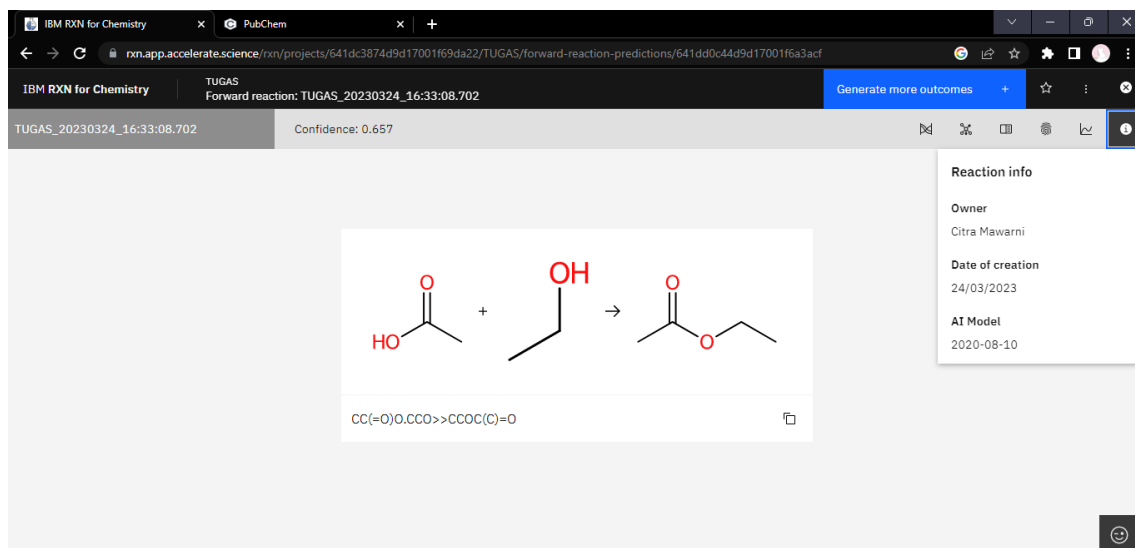 IBM RXN for Chemistry
PubChem
rxn.app.accelerate.science/rxn/projects/641dc3874d9d17001f69da22/TUGAS/forward-reaction-predictions/641dd0c44d9d17001f6a3acf
IBM RXN for Chemistry
TUGAS
Forward reaction: TUGAS_20230324_16:33:08.702
Generate more outcomes +
TUGAS_20230324_16:33:08.702
Confidence: 0.657
Reaction info
Owner
Citra Mawarni
Date of creation
24/03/2023
AI Model
2020-08-10
O
HO
+
OH
→
O
O
CC(=O)O.CCO>>CCOC(C)=O